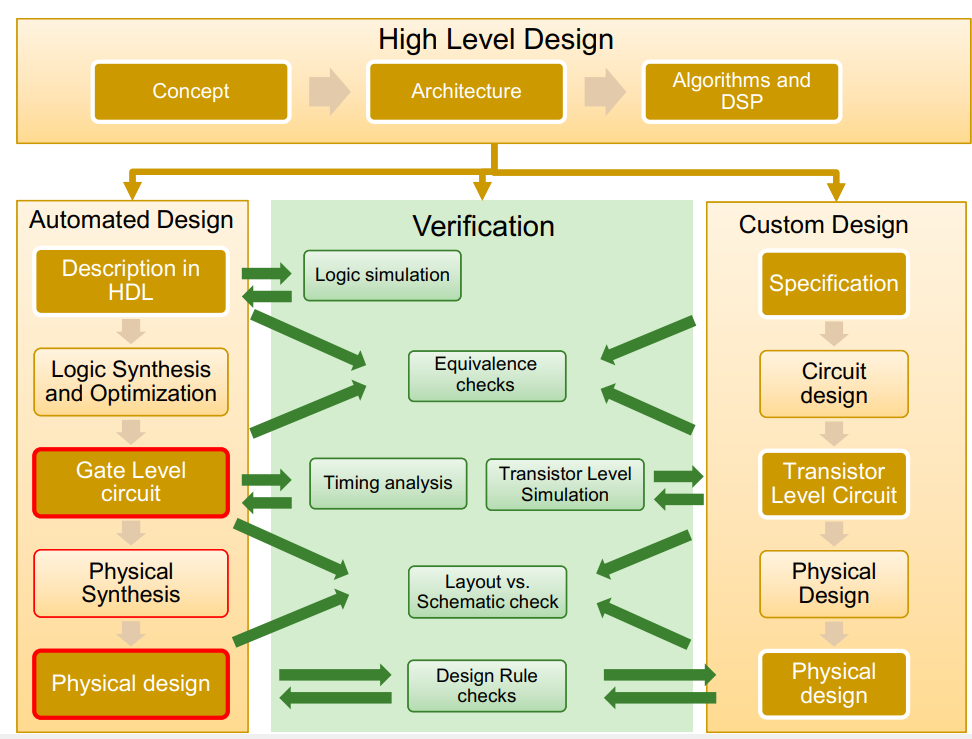 High Level Design
Concept
Architecture
Algorithms and
DSP
Automated Design
Description in
HDL
Logic Synthesis
and Optimization
Gate Level
circuit
Physical
Synthesis
Physical design
Verification
Logic simulation
Equivalence
checks
Timing analysis
Transistor Level
Simulation
Layout vs.
Schematic check
Design Rule
checks
Custom Design
Specification
Circuit
design
Transistor
Level Circuit
Physical
Design
Physical
design